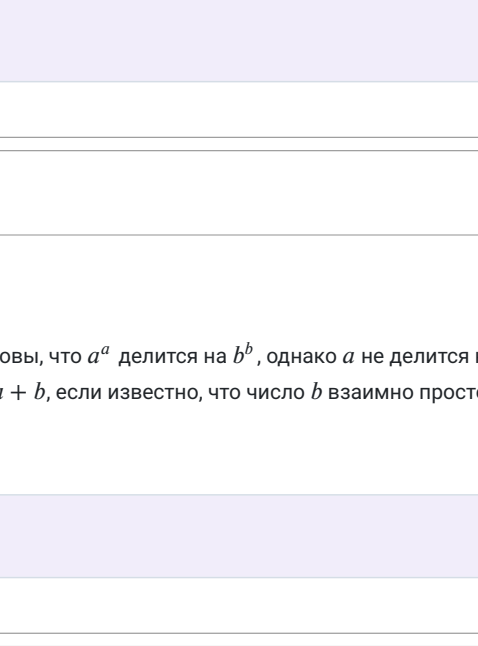 овы, что a^a делится на b^b, однако a не делится
+ b, если известно, что число b взаимно прост